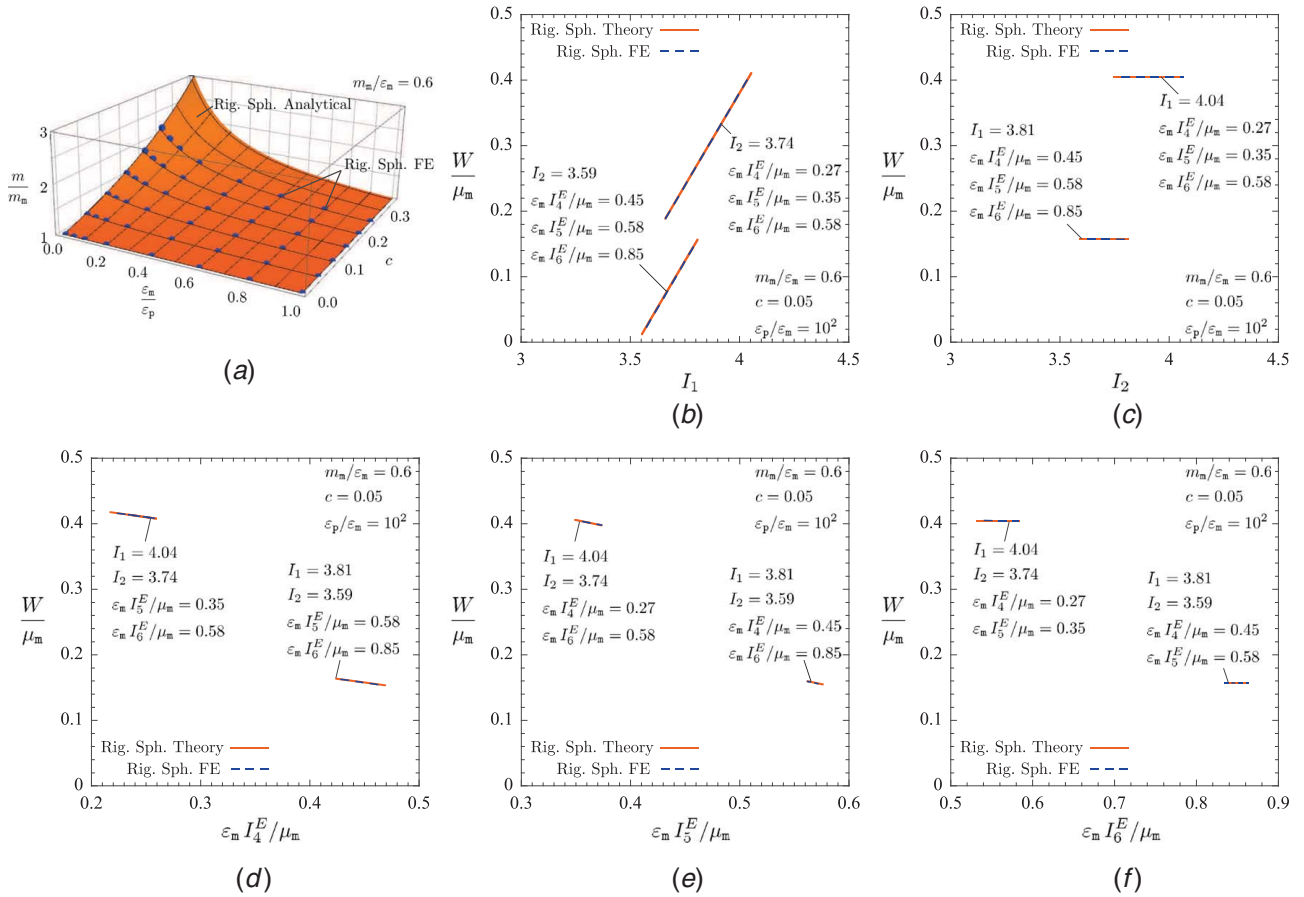 m_m/ε_m = 0.6
Rig. Sph. Analytical
Rig. Sph. FE
m/m_m
3
2
1
0.0
0.2
0.4
0.6
0.8
1.0
ε_m/ε_p
0.0
0.1
0.2
0.3
c
(a)
Rig. Sph. Theory
Rig. Sph. FE
I_2 = 3.74
ε_m I_4^E/μ_m = 0.27
ε_m I_5^E/μ_m = 0.35
ε_m I_6^E/μ_m = 0.58
I_2 = 3.59
ε_m I_4^E/μ_m = 0.45
ε_m I_5^E/μ_m = 0.58
ε_m I_6^E/μ_m = 0.85
m_m/ε_m = 0.6
c = 0.05
ε_p/ε_m = 10^2
W/μ_m
0.5
0.4
0.3
0.2
0.1
0
3
3.5
4
4.5
I_1
(b)
Rig. Sph. Theory
Rig. Sph. FE
I_1 = 4.04
ε_m I_4^E/μ_m = 0.27
ε_m I_5^E/μ_m = 0.35
ε_m I_6^E/μ_m = 0.58
I_1 = 3.81
ε_m I_4^E/μ_m = 0.45
ε_m I_5^E/μ_m = 0.58
ε_m I_6^E/μ_m = 0.85
m_m/ε_m = 0.6
c = 0.05
ε_p/ε_m = 10^2
W/μ_m
0.5
0.4
0.3
0.2
0.1
0
3
3.5
4
4.5
I_2
(c)
m_m/ε_m = 0.6
c = 0.05
ε_p/ε_m = 10^2
I_1 = 4.04
I_2 = 3.74
ε_m I_5^E/μ_m = 0.35
ε_m I_6^E/μ_m = 0.58
I_1 = 3.81
I_2 = 3.59
ε_m I_5^E/μ_m = 0.58
ε_m I_6^E/μ_m = 0.85
Rig. Sph. Theory
Rig. Sph. FE
W/μ_m
0.5
0.4
0.3
0.2
0.1
0
0.2
0.3
0.4
0.5
ε_m I_4^E/μ_m
(d)
m_m/ε_m = 0.6
c = 0.05
ε_p/ε_m = 10^2
I_1 = 4.04
I_2 = 3.74
ε_m I_4^E/μ_m = 0.27
ε_m I_6^E/μ_m = 0.58
I_1 = 3.81
I_2 = 3.59
ε_m I_4^E/μ_m = 0.45
ε_m I_6^E/μ_m = 0.85
Rig. Sph. Theory
Rig. Sph. FE
W/μ_m
0.5
0.4
0.3
0.2
0.1
0
0.3
0.4
0.5
0.6
ε_m I_5^E/μ_m
(e)
m_m/ε_m = 0.6
c = 0.05
ε_p/ε_m = 10^2
I_1 = 4.04
I_2 = 3.74
ε_m I_4^E/μ_m = 0.27
ε_m I_5^E/μ_m = 0.35
I_1 = 3.81
I_2 = 3.59
ε_m I_4^E/μ_m = 0.45
ε_m I_5^E/μ_m = 0.58
Rig. Sph. Theory
Rig. Sph. FE
W/μ_m
0.5
0.4
0.3
0.2
0.1
0
0.5
0.6
0.7
0.8
0.9
ε_m I_6^E/μ_m
(f)